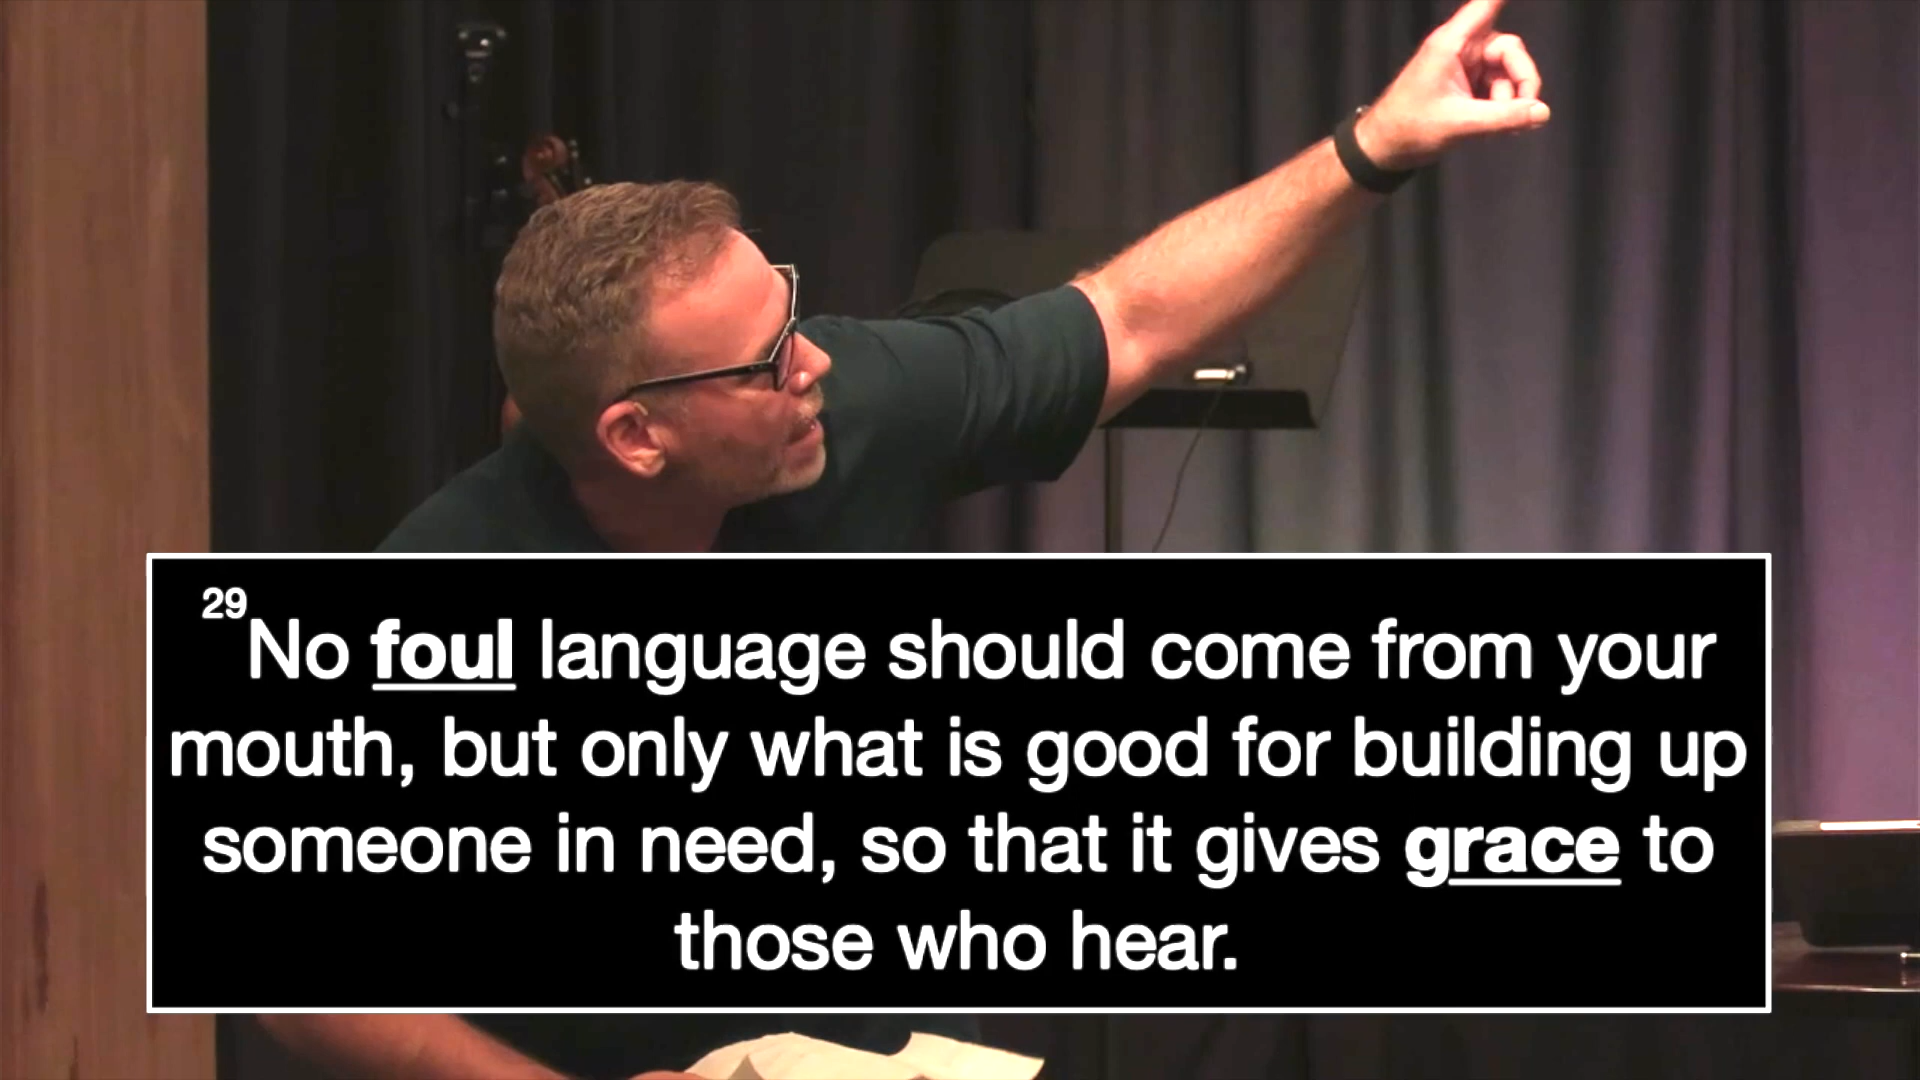 29
No foul language should come from your
mouth, but only what is good for building up
someone in need, so that it gives grace to
those who hear.